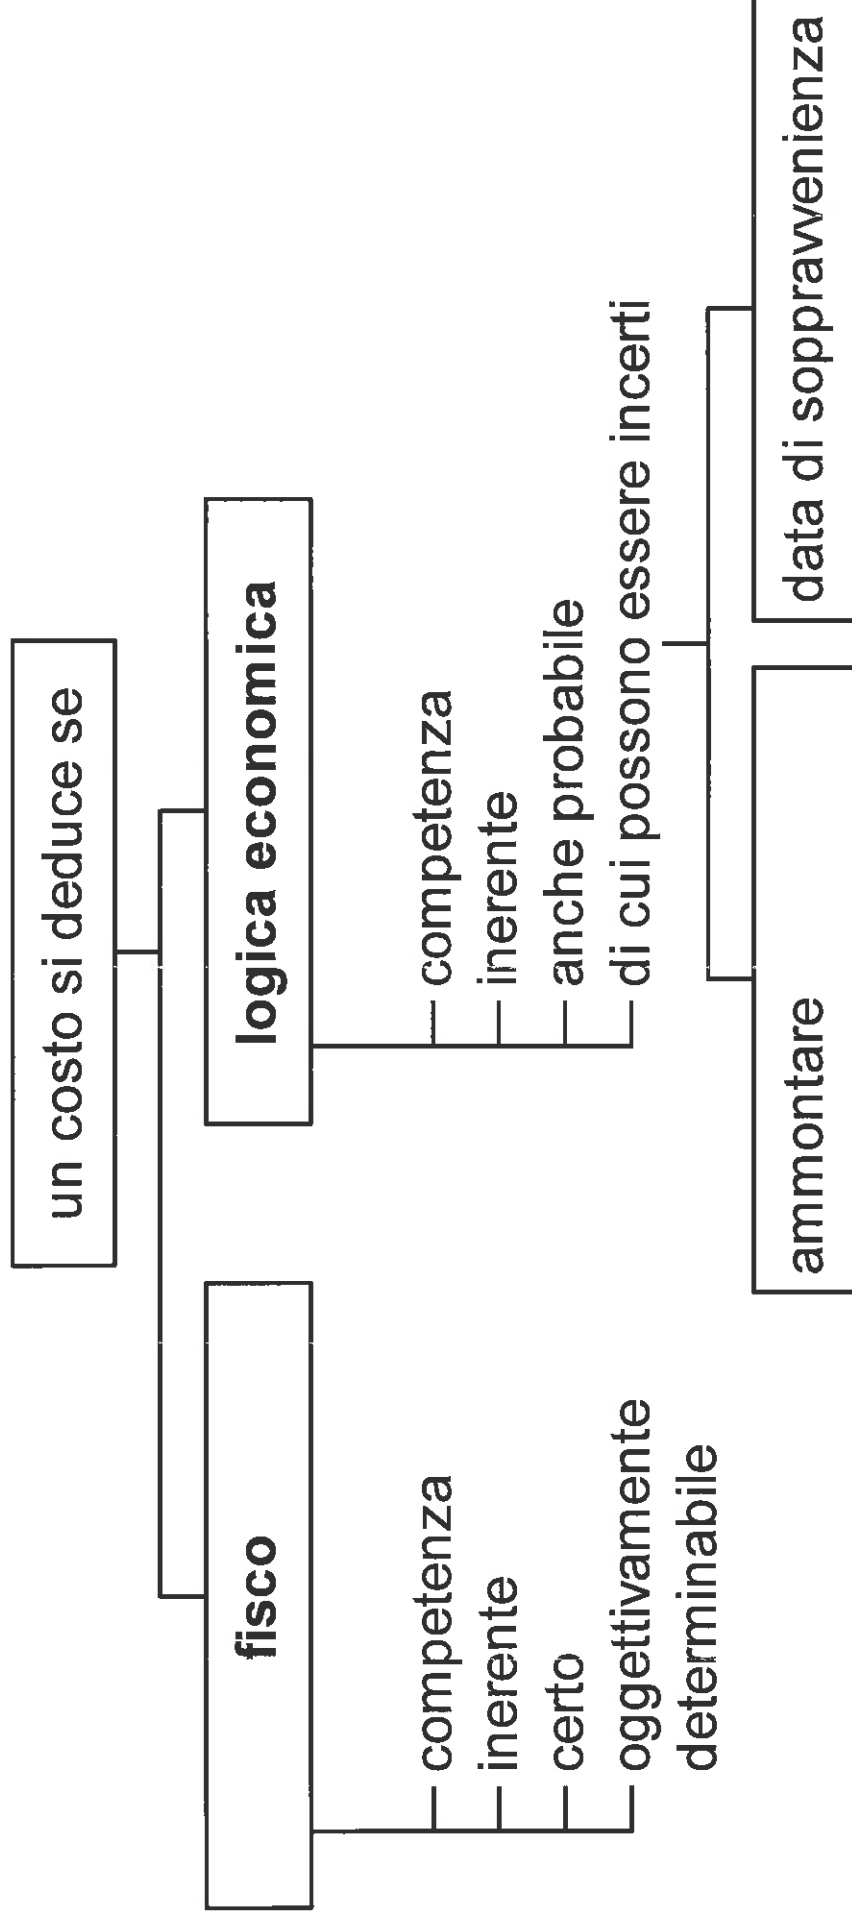 un costo si deduce se
fisco
competenza
inerente
certo
oggettivamente
determinabile
logica economica
competenza
inerente
anche probabile
di cui possono essere incerti
ammontare
data di soppravvenienza